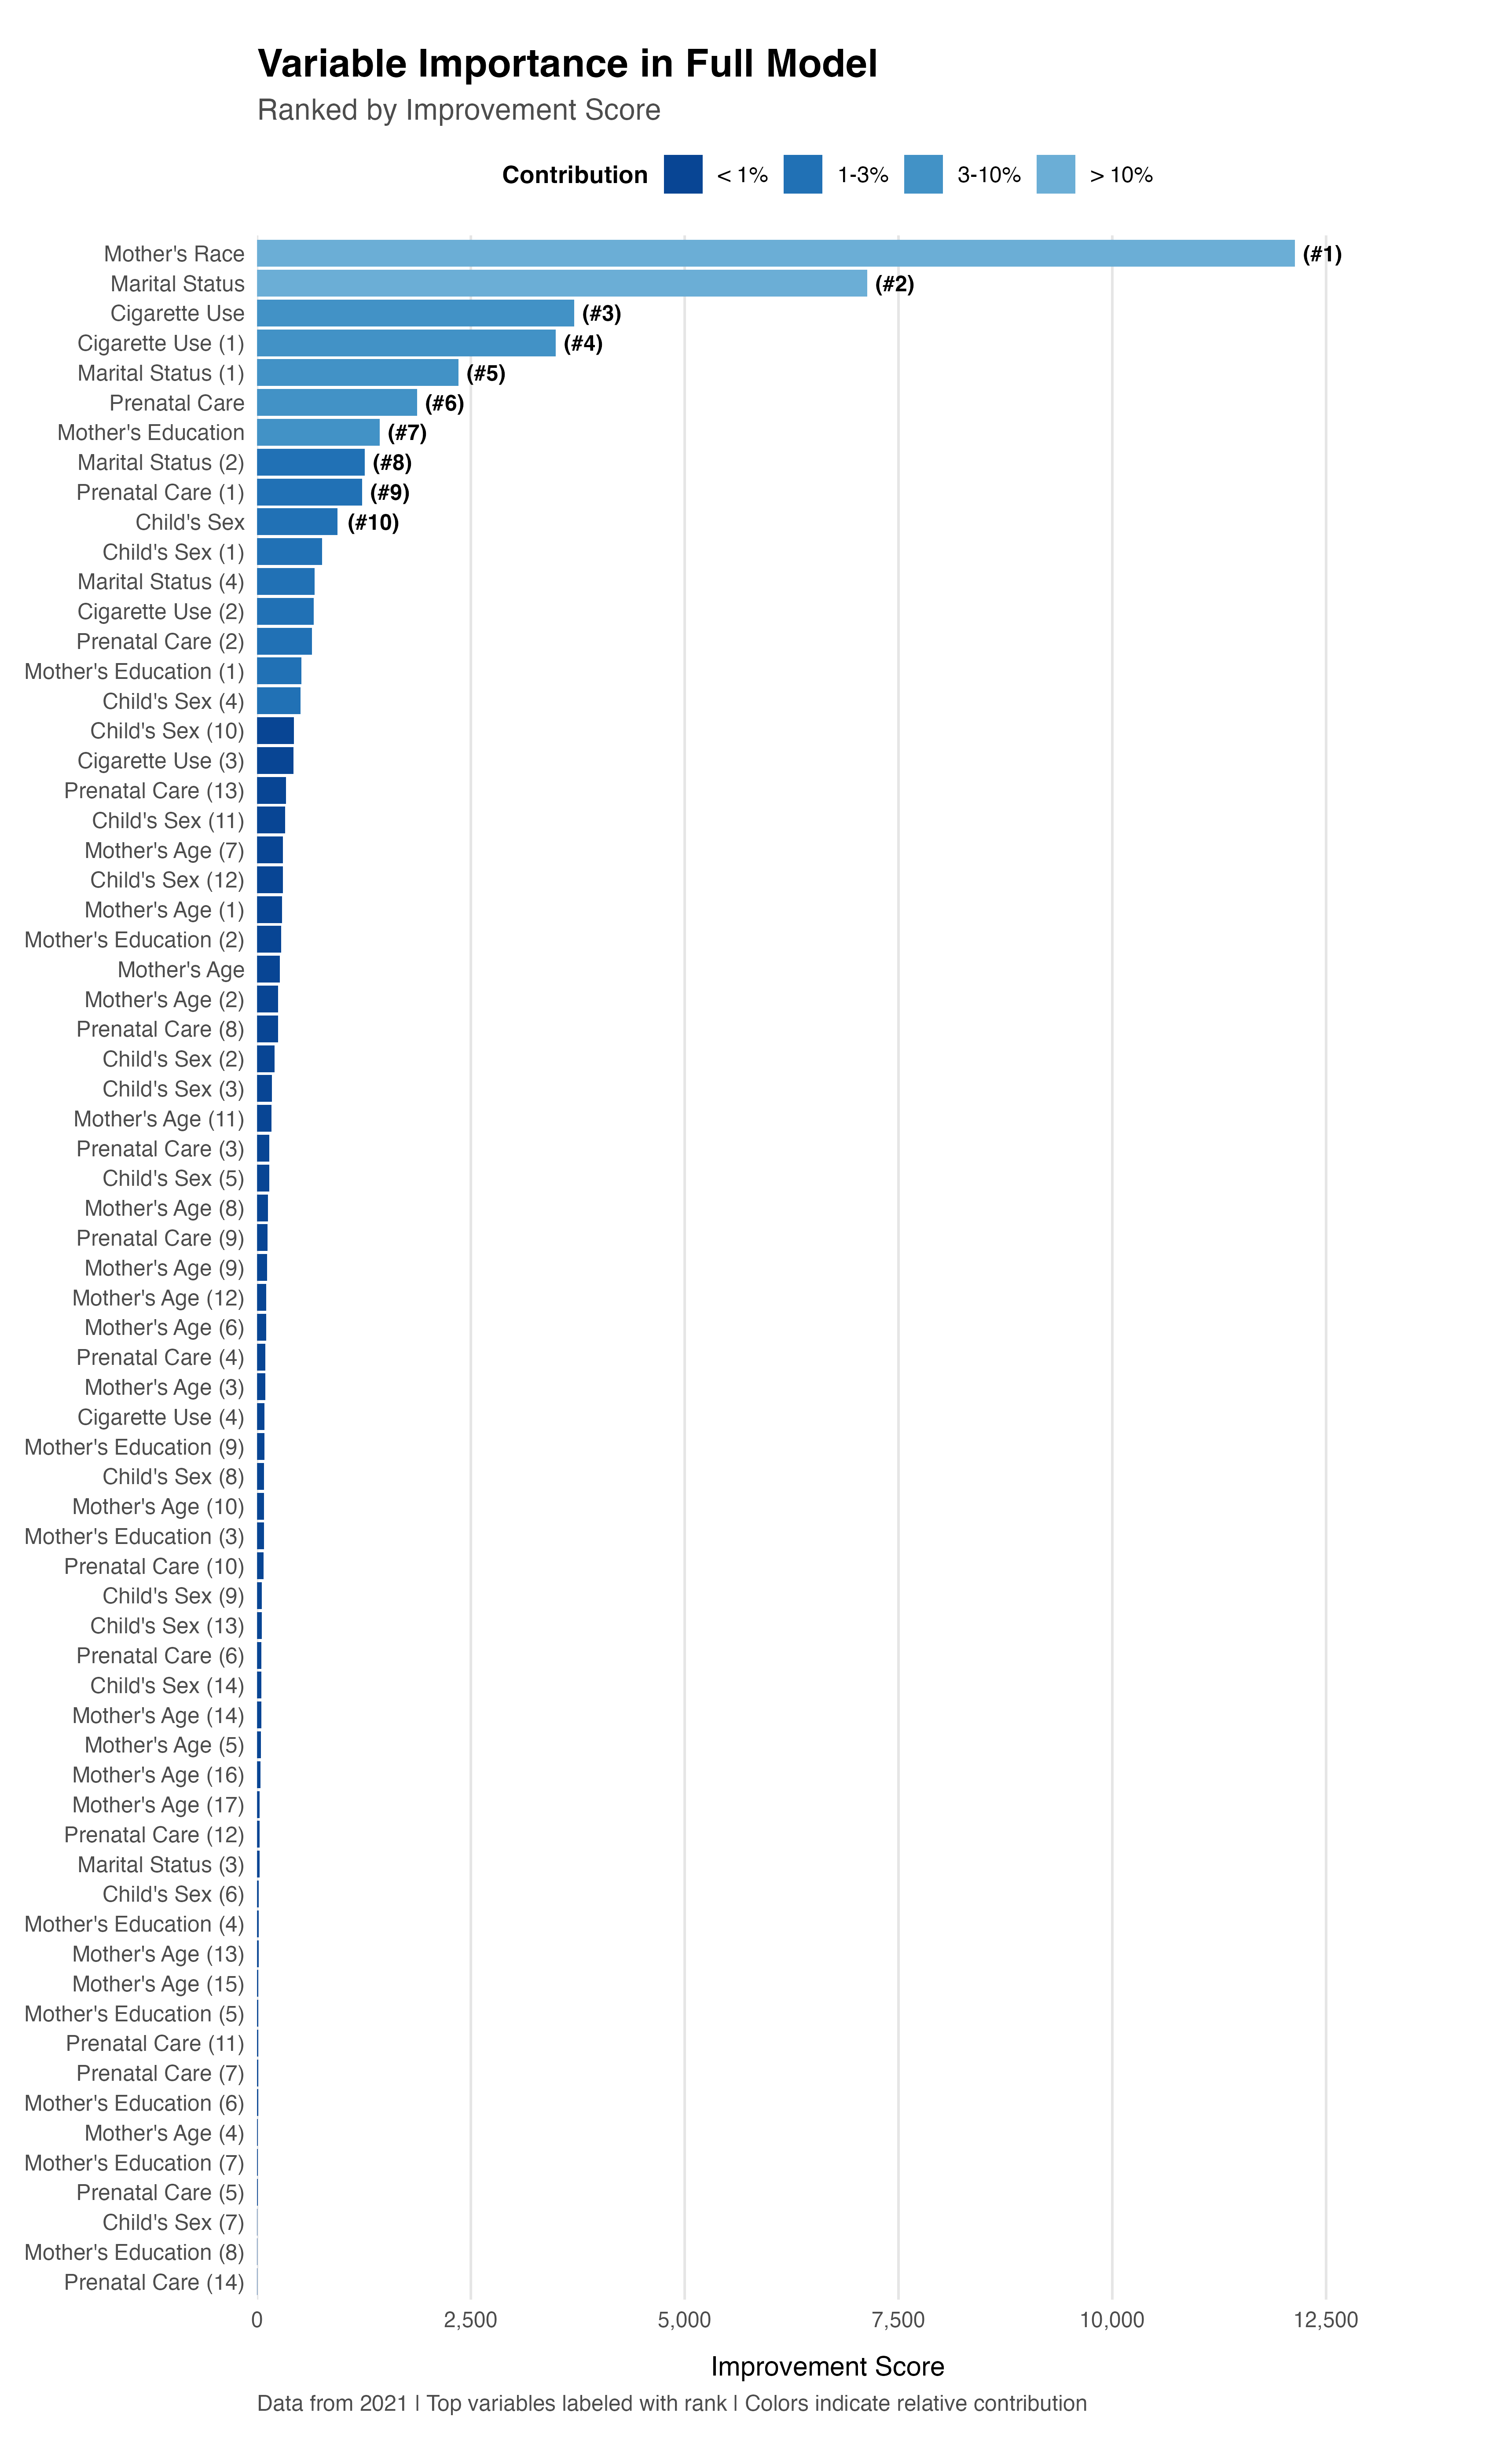 Variable Importance in Full Model
Ranked by Improvement Score
Contribution < 1% 1-3% 3-10% > 10%
Mother's Race (#1)
Marital Status (#2)
Cigarette Use (#3)
Cigarette Use (1) (#4)
Marital Status (1) (#5)
Prenatal Care (#6)
Mother's Education (#7)
Marital Status (2) (#8)
Prenatal Care (1) (#9)
Child's Sex (#10)
Child's Sex (1)
Marital Status (4)
Cigarette Use (2)
Prenatal Care (2)
Mother's Education (1)
Child's Sex (4)
Child's Sex (10)
Cigarette Use (3)
Prenatal Care (13)
Child's Sex (11)
Mother's Age (7)
Child's Sex (12)
Mother's Age (1)
Mother's Education (2)
Mother's Age
Mother's Age (2)
Prenatal Care (8)
Child's Sex (2)
Child's Sex (3)
Mother's Age (11)
Prenatal Care (3)
Child's Sex (5)
Mother's Age (8)
Prenatal Care (9)
Mother's Age (9)
Mother's Age (12)
Mother's Age (6)
Prenatal Care (4)
Mother's Age (3)
Cigarette Use (4)
Mother's Education (9)
Child's Sex (8)
Mother's Age (10)
Mother's Education (3)
Prenatal Care (10)
Child's Sex (9)
Child's Sex (13)
Prenatal Care (6)
Child's Sex (14)
Mother's Age (14)
Mother's Age (5)
Mother's Age (16)
Mother's Age (17)
Prenatal Care (12)
Marital Status (3)
Child's Sex (6)
Mother's Education (4)
Mother's Age (13)
Mother's Age (15)
Mother's Education (5)
Prenatal Care (11)
Prenatal Care (7)
Mother's Education (6)
Mother's Age (4)
Mother's Education (7)
Prenatal Care (5)
Child's Sex (7)
Mother's Education (8)
Prenatal Care (14)
0 2,500 5,000 7,500 10,000 12,500
Improvement Score
Data from 2021 | Top variables labeled with rank | Colors indicate relative contribution